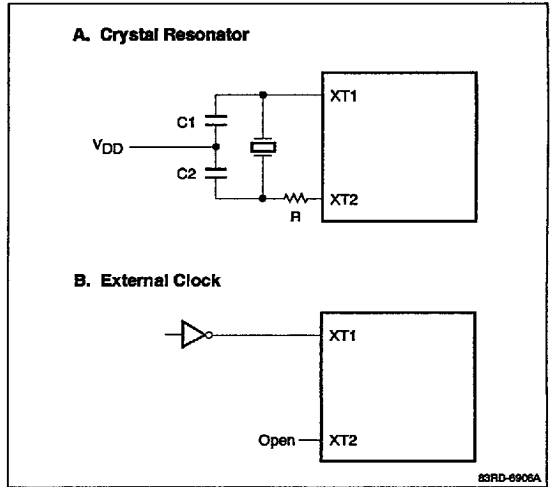 A. Crystal Resonator
XT1
C1
VDD
C2
XT2
R
B. External Clock
XT1
Open
XT2
83RD-6906A